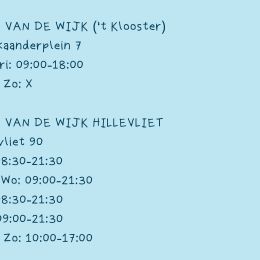 VAN DE WIJK ('t Klooster)
kaanderplein 7
ri: 09:00-18:00
Zo: X
VAN DE WIJK HILLEVLIET
vliet 90
8:30-21:30
Wo: 09:00-21:30
8:30-21:30
09:00-21:30
Zo: 10:00-17:00